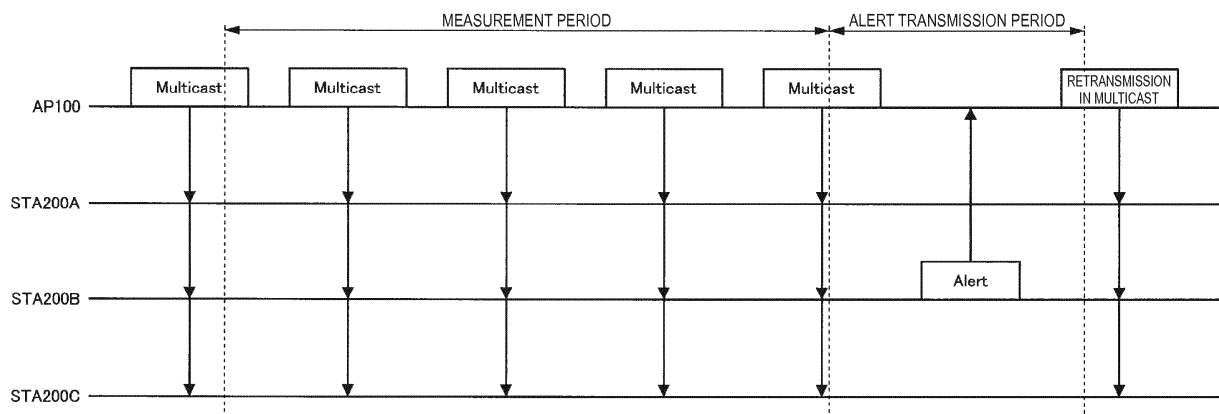 MEASUREMENT PERIOD
ALERT TRANSMISSION PERIOD
Multicast
Multicast
Multicast
Multicast
Multicast
RETRANSMISSION
IN MULTICAST
AP100
STA200A
Alert
STA200B
STA200C